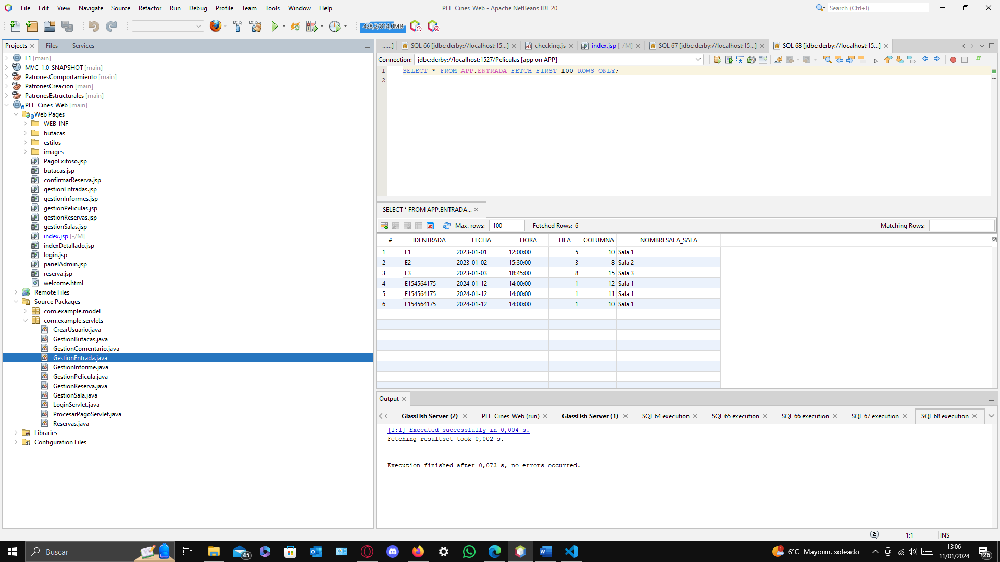 File Edit View Navigate Source Refactor Run Debug Profile Team Tools Window Help
PLF_Cines_Web - Apache NetBeans IDE 20
Search (Ctrl+I)
428,2/814,0MB
Projects Files Services
F1 [main]
MVC-1.0-SNAPSHOT [main]
PatronesComportamiento [main]
PatronesCreacion [main]
PatronesEstructurales [main]
PLF_Cines_Web [main]
Web Pages
WEB-INF
butacas
estilos
images
PagoExitoso.jsp
butacas.jsp
confirmarReserva.jsp
gestionEntradas.jsp
gestionInformes.jsp
gestionPeliculas.jsp
gestionReservas.jsp
gestionSalas.jsp
index.jsp [-/M]
indexDetallado.jsp
login.jsp
panelAdmin.jsp
reserva.jsp
welcome.html
Remote Files
Source Packages
com.example.model
com.example.servlets
CrearUsuario.java
GestionButacas.java
GestionComentario.java
GestionEntrada.java
GestionInforme.java
GestionPelicula.java
GestionReserva.java
GestionSala.java
LoginServlet.java
ProcesarPagoServlet.java
Reservas.java
Libraries
Configuration Files
......] SQL 66 [jdbc:derby://localhost:15...] checking.js index.jsp [-/M] SQL 67 [jdbc:derby://localhost:15...] SQL 68 [jdbc:derby://localhost:15...]
Connection: jdbc:derby://localhost:1527/Peliculas [app on APP]
1 SELECT * FROM APP.ENTRADA FETCH FIRST 100 ROWS ONLY;
2
SELECT * FROM APP.ENTRADA...
Max. rows: 100 Fetched Rows: 6 Matching Rows:
# IDENTRADA FECHA HORA FILA COLUMNA NOMBRESALA_SALA
1 E1 2023-01-01 12:00:00 5 10 Sala 1
2 E2 2023-01-02 15:30:00 3 8 Sala 2
3 E3 2023-01-03 18:45:00 8 15 Sala 3
4 E154564175 2024-01-12 14:00:00 1 12 Sala 1
5 E154564175 2024-01-12 14:00:00 1 11 Sala 1
6 E154564175 2024-01-12 14:00:00 1 10 Sala 1
Output
GlassFish Server (2) PLF_Cines_Web (run) GlassFish Server (1) SQL 64 execution SQL 65 execution SQL 66 execution SQL 67 execution SQL 68 execution
[1:1] Executed successfully in 0,004 s.
Fetching resultset took 0,002 s.
Execution finished after 0,073 s, no errors occurred.
2 1:1 INS
Buscar
45
6°C Mayorm. soleado
13:06
11/01/2024
26